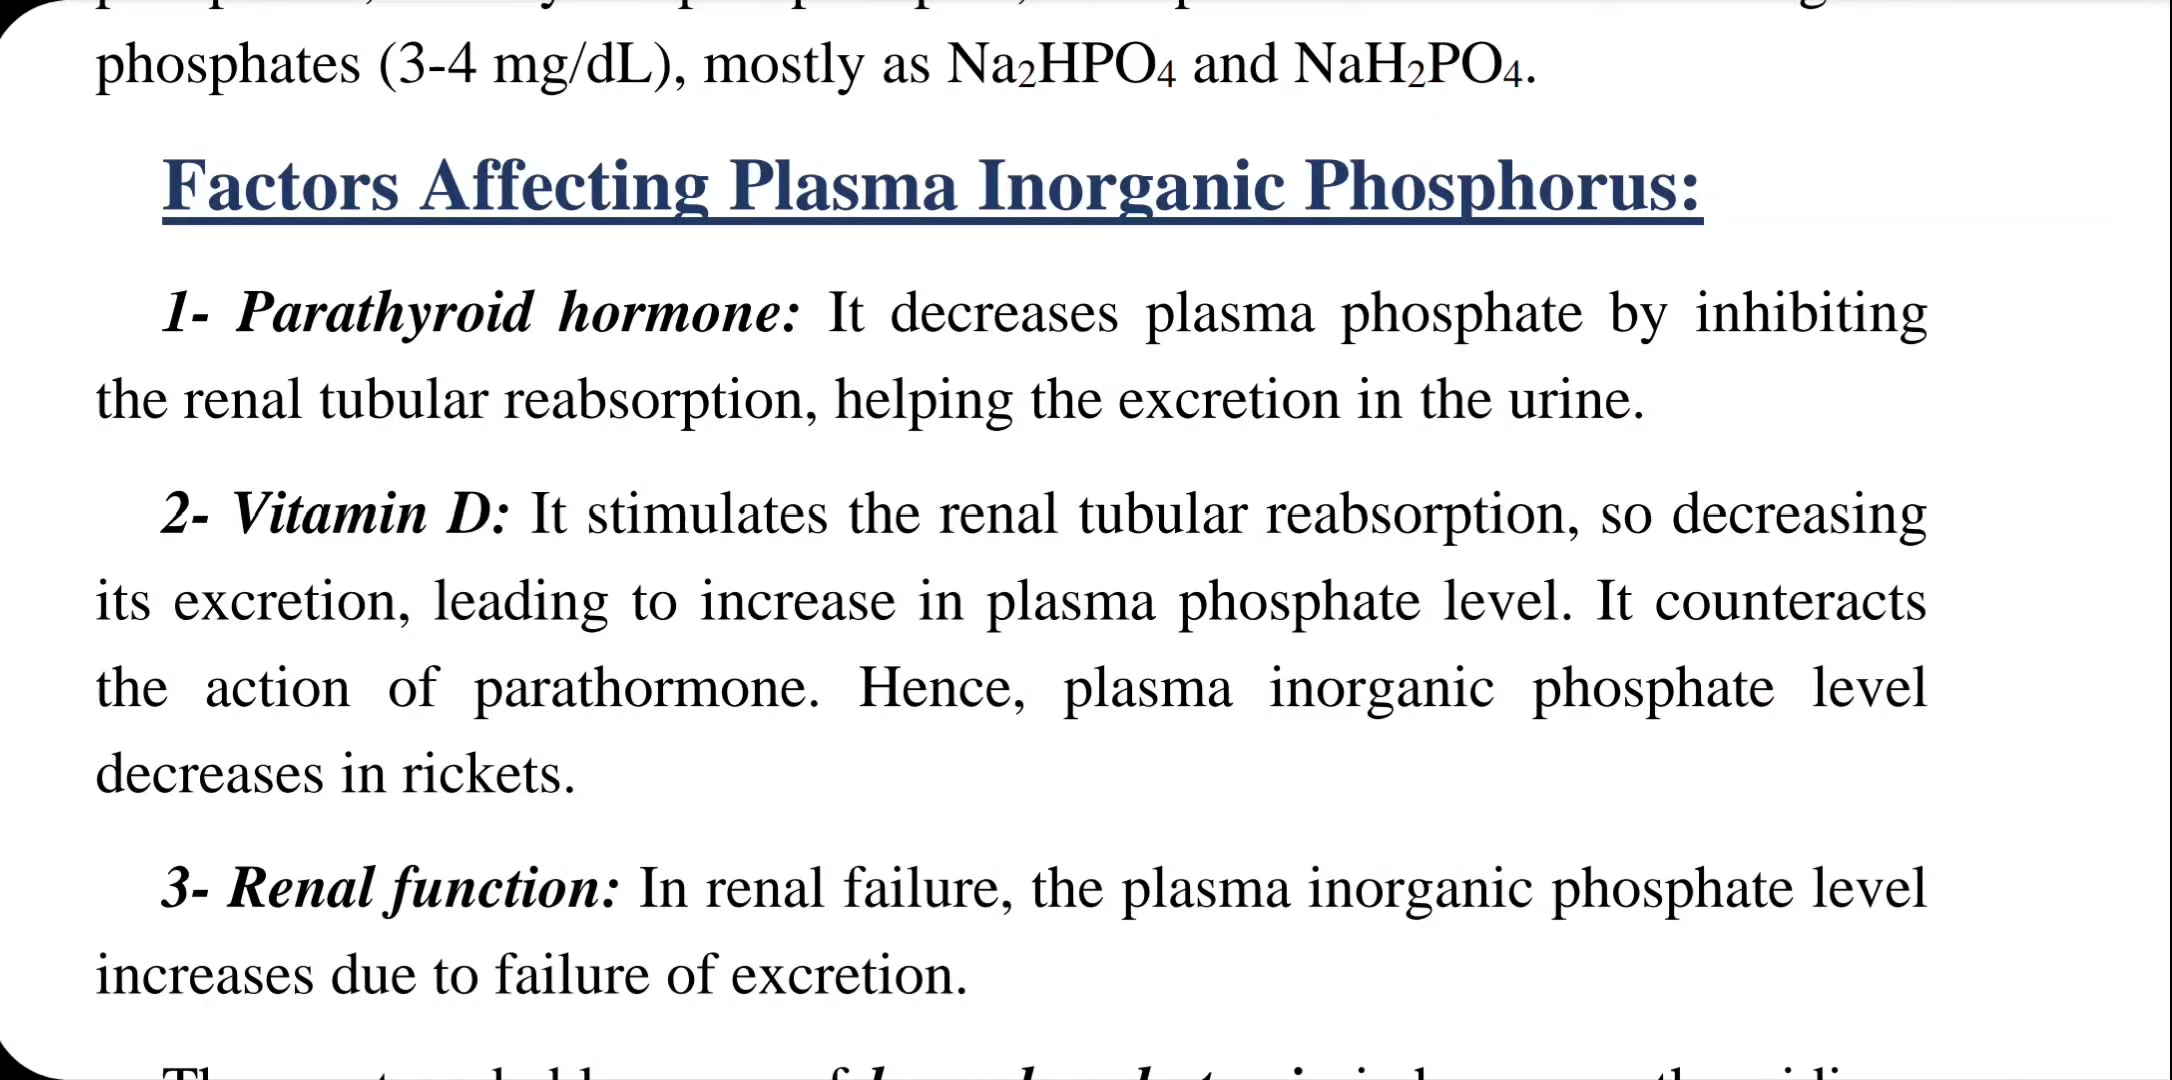 phosphates (3-4 mg/dL), mostly as Na₂HPO₄ and NaH₂PO₄.
Factors Affecting Plasma Inorganic Phosphorus:
1- Parathyroid hormone: It decreases plasma phosphate by inhibiting
the renal tubular reabsorption, helping the excretion in the urine.
2- Vitamin D: It stimulates the renal tubular reabsorption, so decreasing
its excretion, leading to increase in plasma phosphate level. It counteracts
the action of parathormone. Hence, plasma inorganic phosphate level
decreases in rickets.
3- Renal function: In renal failure, the plasma inorganic phosphate level
increases due to failure of excretion.